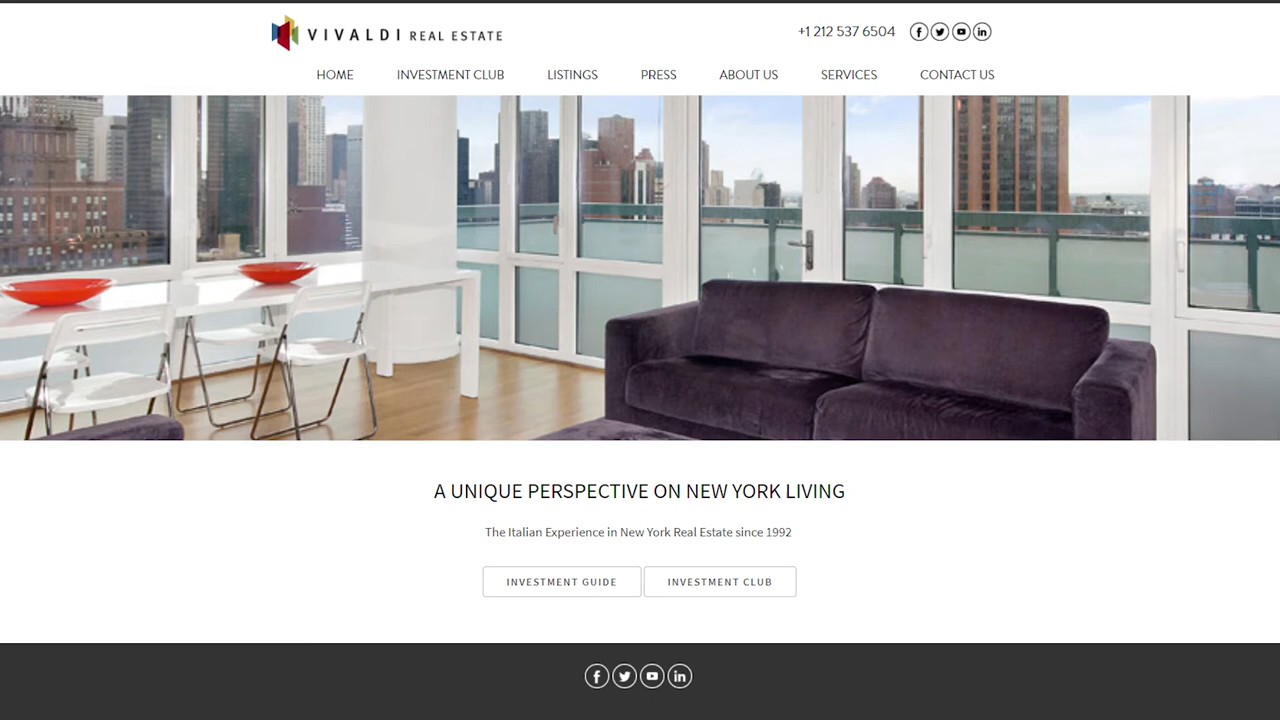 VIVALDI REAL ESTATE
+1 212 537 6504
HOME INVESTMENT CLUB LISTINGS PRESS ABOUT US SERVICES CONTACT US
A UNIQUE PERSPECTIVE ON NEW YORK LIVING
The Italian Experience in New York Real Estate since 1992
INVESTMENT GUIDE INVESTMENT CLUB